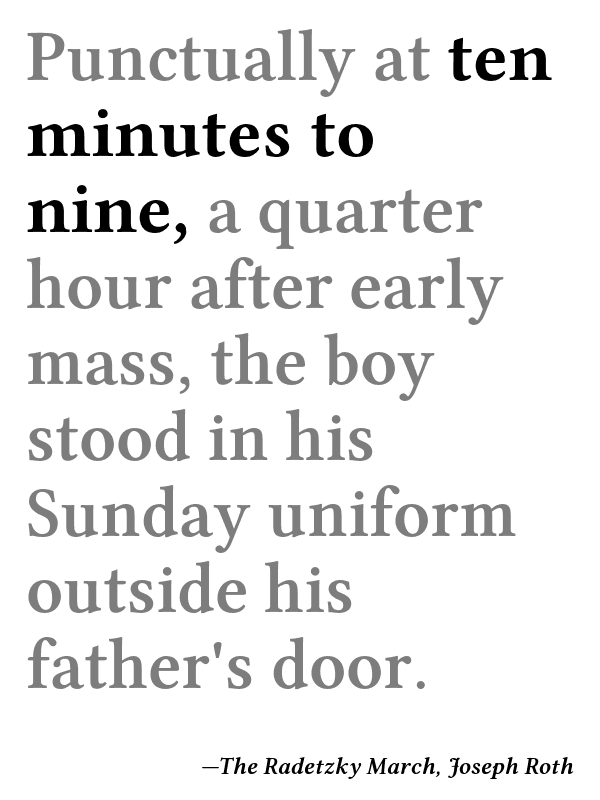 Punctually at ten
minutes to
nine, a quarter
hour after early
mass, the boy
stood in his
Sunday uniform
outside his
father's door.
—The Radetzky March, Joseph Roth